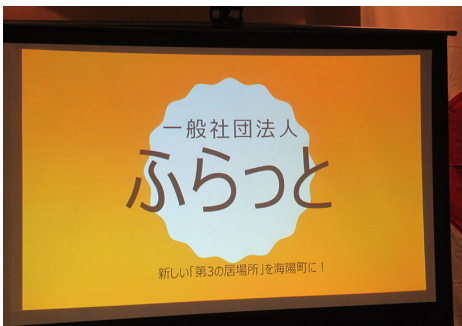 一般社団法人
ふらっと
新しい「第3の居場所」を海陽町に！